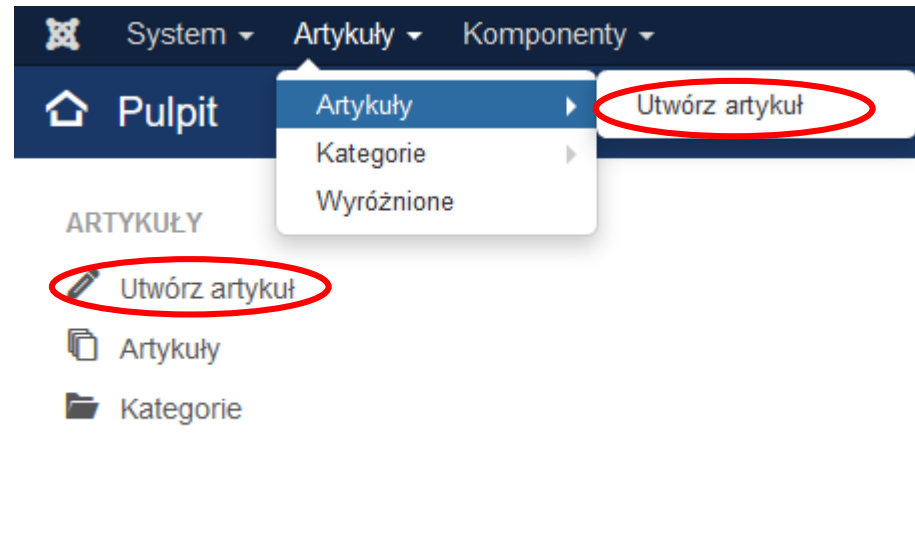 System Artykuły Komponenty
Pulpit
Artykuły
Utwórz artykuł
Kategorie
Wyróżnione
ARTYKUŁY
Utwórz artykuł
Artykuły
Kategorie